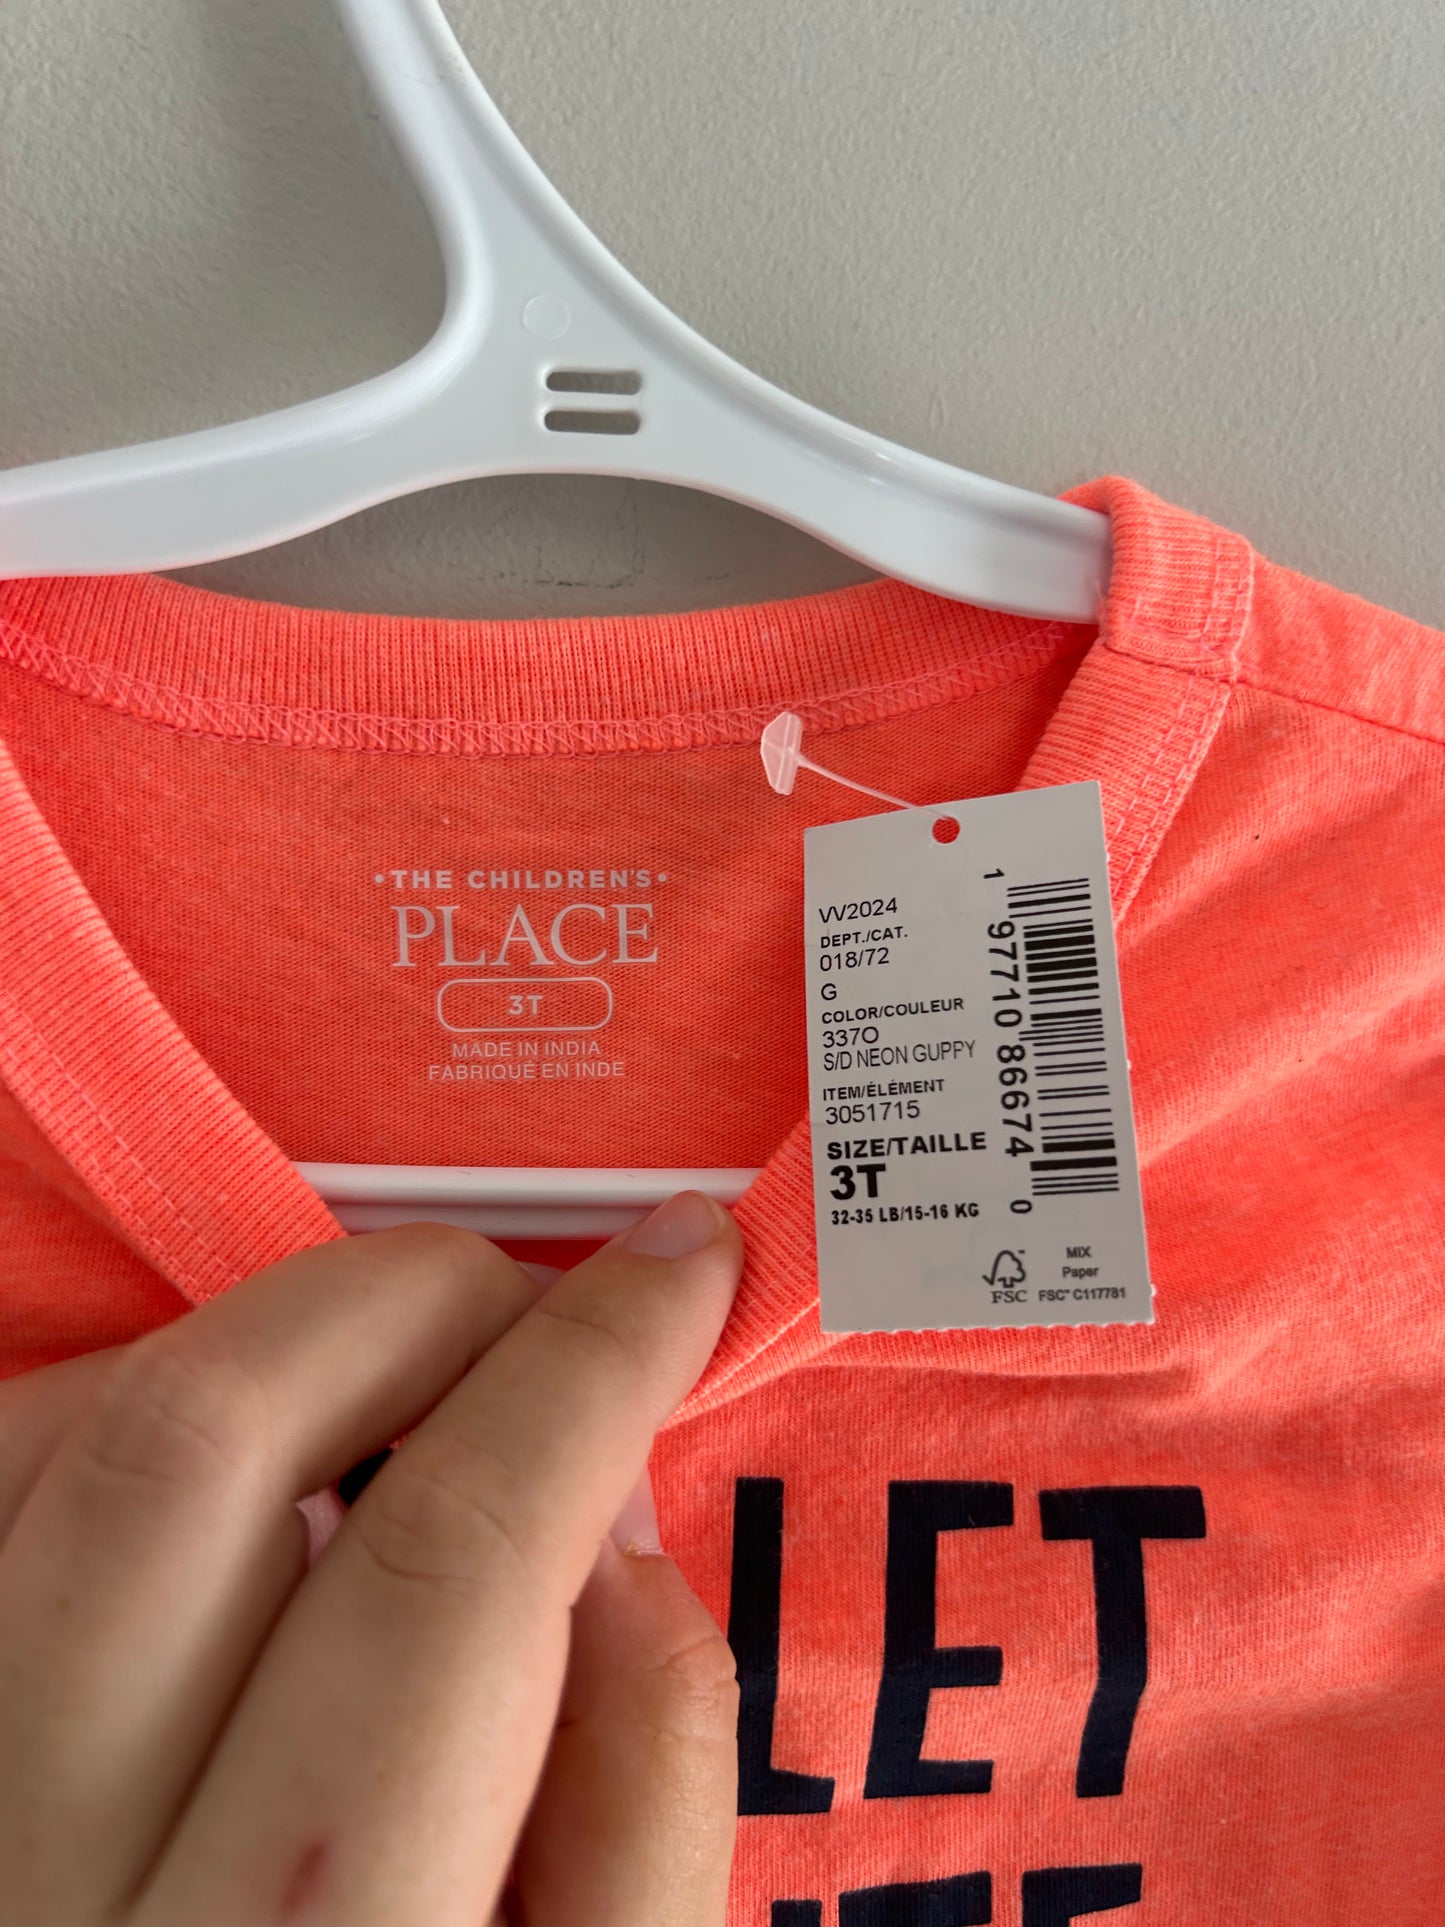 • THE CHILDREN'S •
PLACE
3T
MADE IN INDIA
FABRIQUÉ EN INDE
VV2024
DEPT./CAT.
018/72
G
COLOR/COULEUR
337O
S/D NEON GUPPY
ITEM/ÉLÉMENT
3051715
SIZE/TAILLE
3T
32-35 LB/15-16 KG
1 97710 86674 0
FSC
MIX
Paper
FSC™ C117781
LET